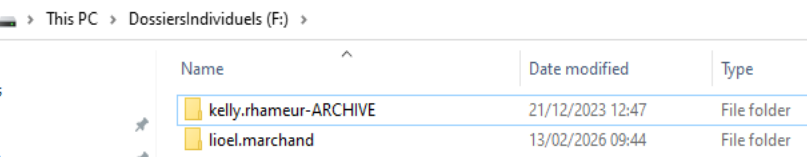 This PC > DossiersIndividuels (F:) >
Name Date modified Type
kelly.rhameur-ARCHIVE 21/12/2023 12:47 File folder
lioel.marchand 13/02/2026 09:44 File folder